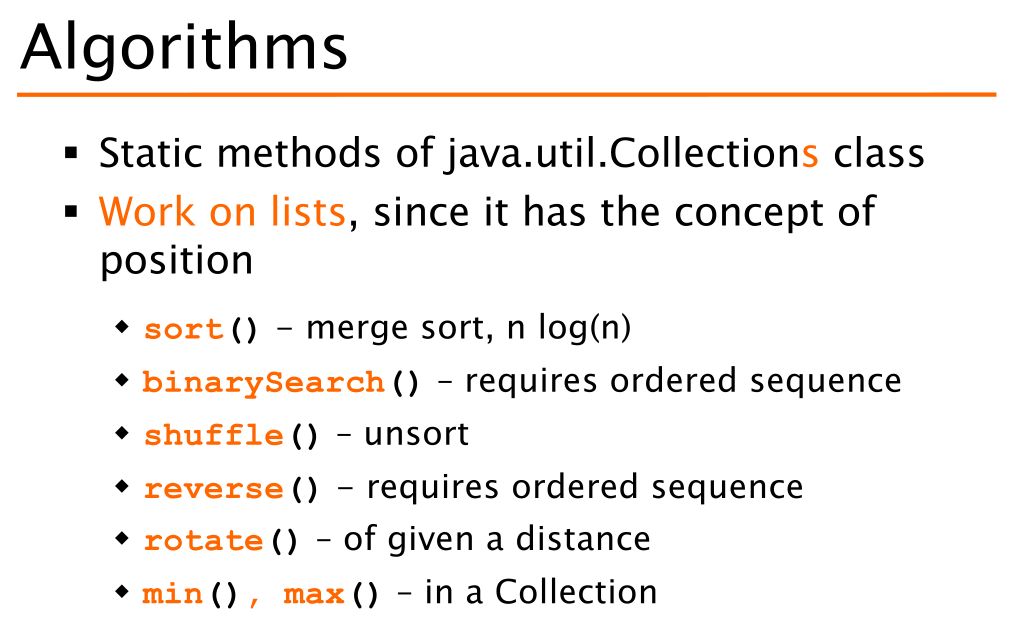 Algorithms
▪ Static methods of java.util.Collections class
▪ Work on lists, since it has the concept of
position
◆ sort() – merge sort, n log(n)
◆ binarySearch() – requires ordered sequence
◆ shuffle() – unsort
◆ reverse() – requires ordered sequence
◆ rotate() – of given a distance
◆ min(), max() – in a Collection